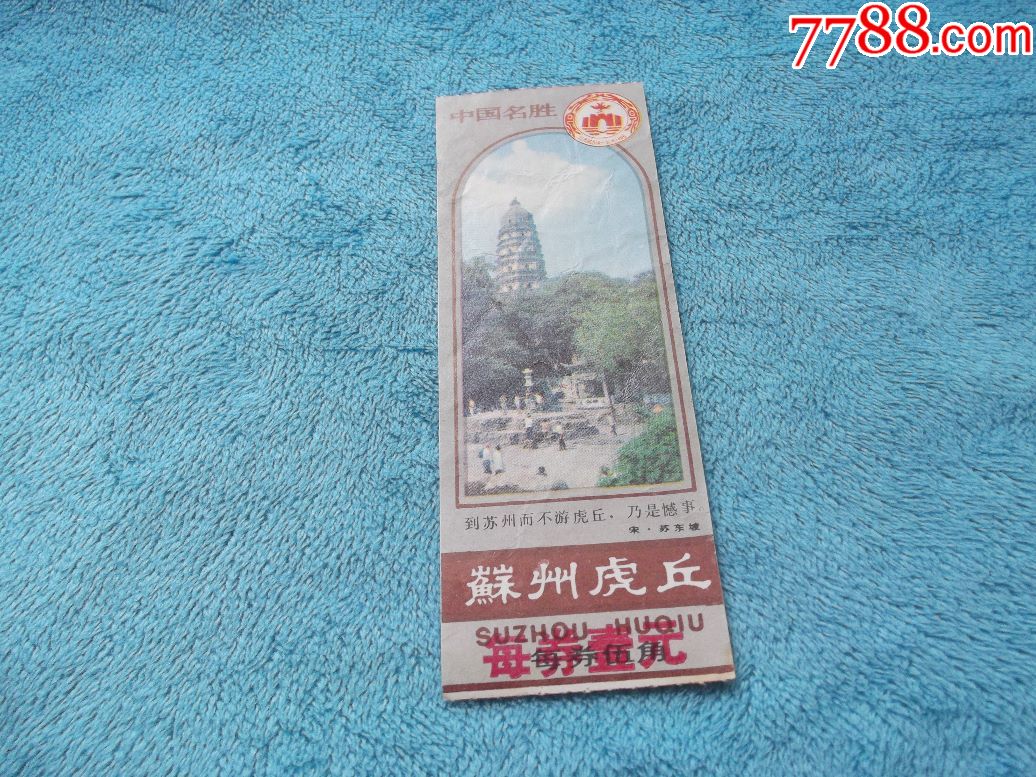 7788.com
中国名胜
到苏州而不游虎丘，乃是憾事
宋·苏东坡
蘇州虎丘
SUZHOU HUQIU
每券壹元
每券伍角